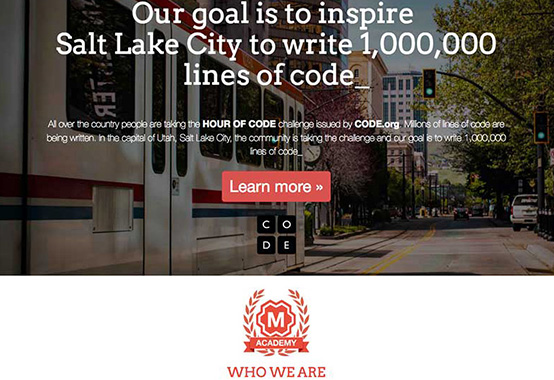 Our goal is to inspire
Salt Lake City to write 1,000,000
lines of code_
All over the country people are taking the HOUR OF CODE challenge issued by CODE.org. Millions of lines of code are
being written. In the capital of Utah, Salt Lake City, the community is taking the challenge and our goal is to write 1,000,000
lines of code_
Learn more »
C O
D E
M
ACADEMY
WHO WE ARE